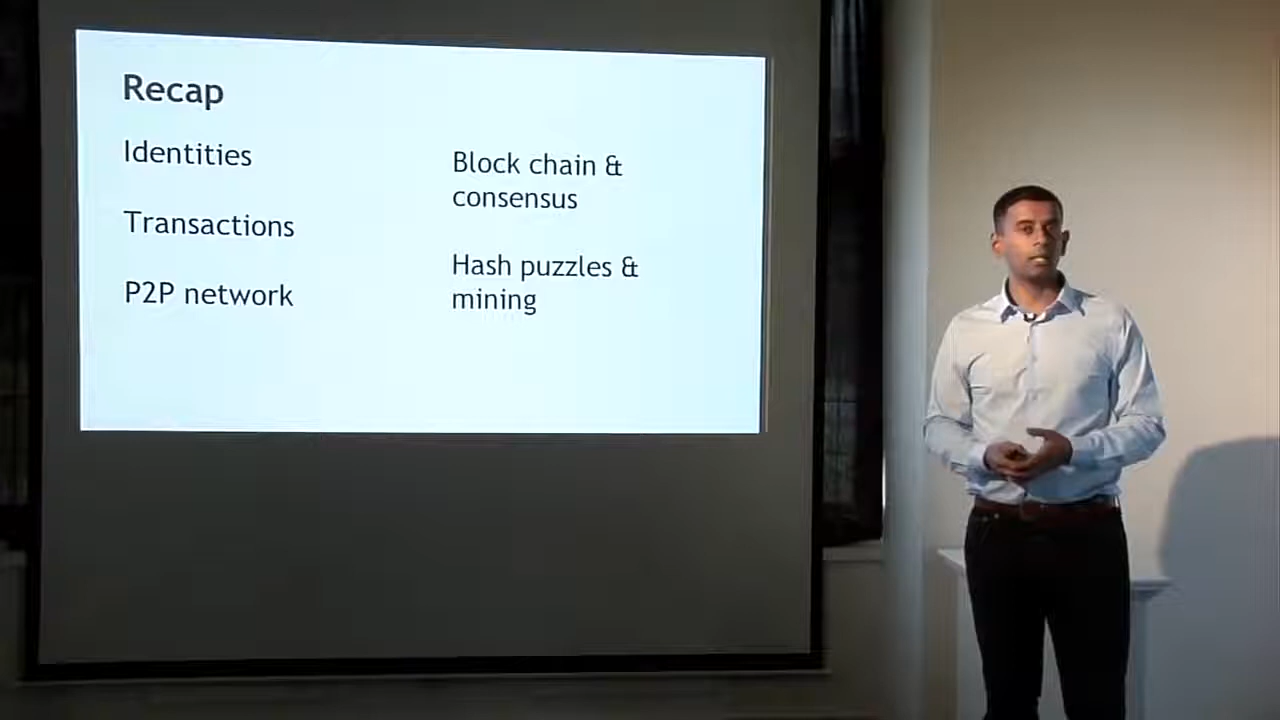 Recap
Identities
Transactions
P2P network
Block chain &
consensus
Hash puzzles &
mining